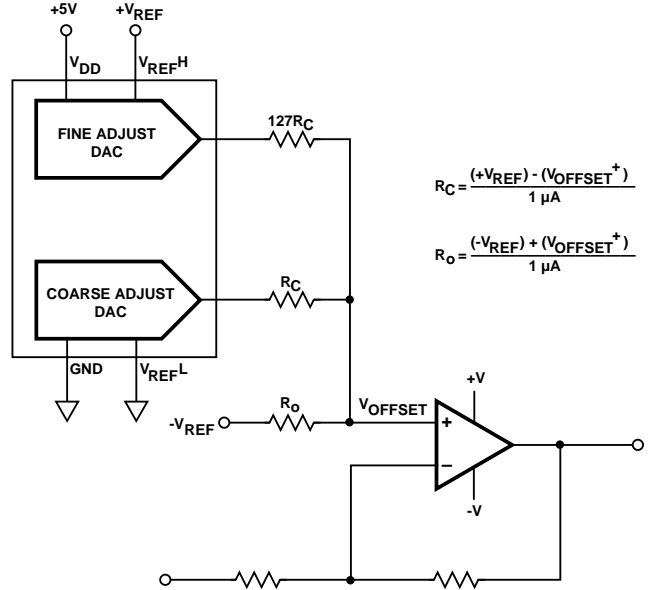 +5V
+VREF
VDD
VREFH
FINE ADJUST
DAC
127RC
RC = (+VREF) - (VOFFSET+)
1 µA
Ro = (-VREF) + (VOFFSET+)
1 µA
COARSE ADJUST
DAC
RC
GND
VREFL
+V
Ro
VOFFSET
-VREF
+
–
-V